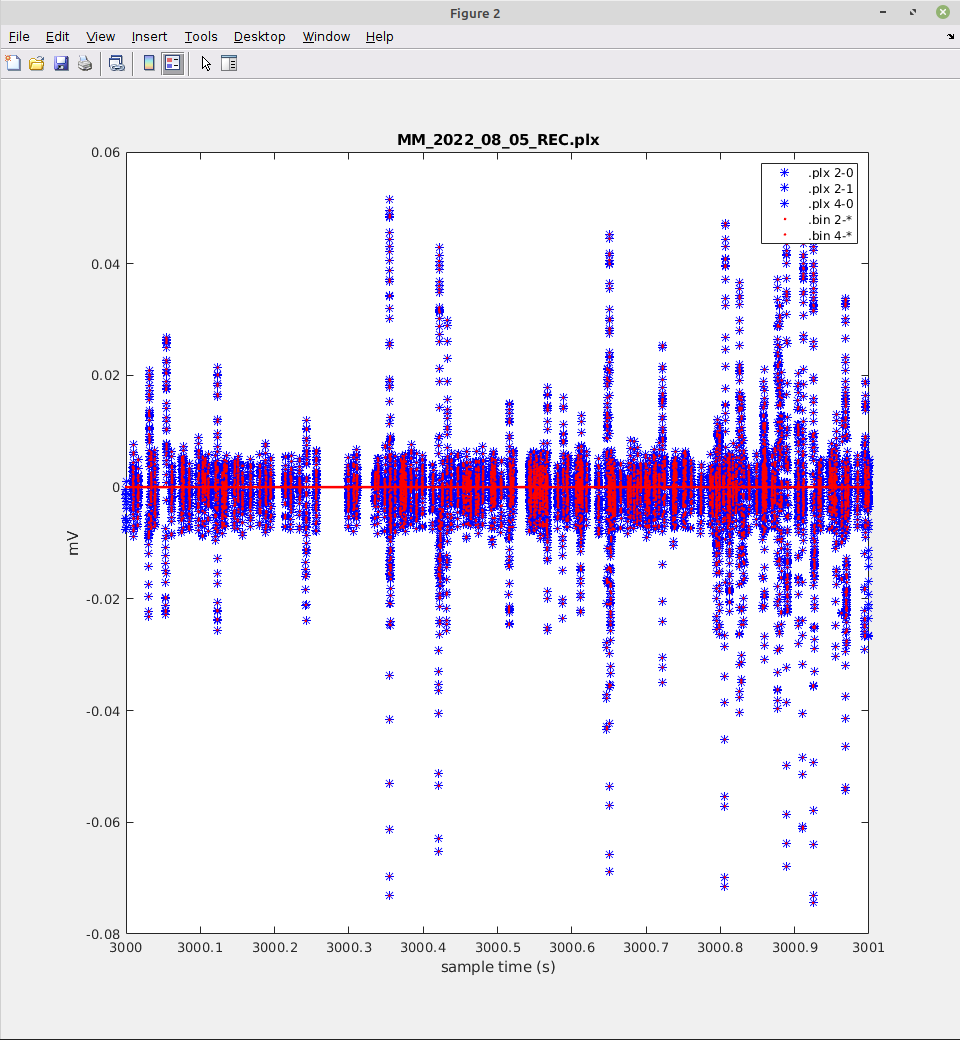 Figure 2
File Edit View Insert Tools Desktop Window Help
MM_2022_08_05_REC.plx
0.06
0.04
0.02
0
-0.02
-0.04
-0.06
-0.08
mV
.plx 2-0
.plx 2-1
.plx 4-0
.bin 2-*
.bin 4-*
3000 3000.1 3000.2 3000.3 3000.4 3000.5 3000.6 3000.7 3000.8 3000.9 3001
sample time (s)